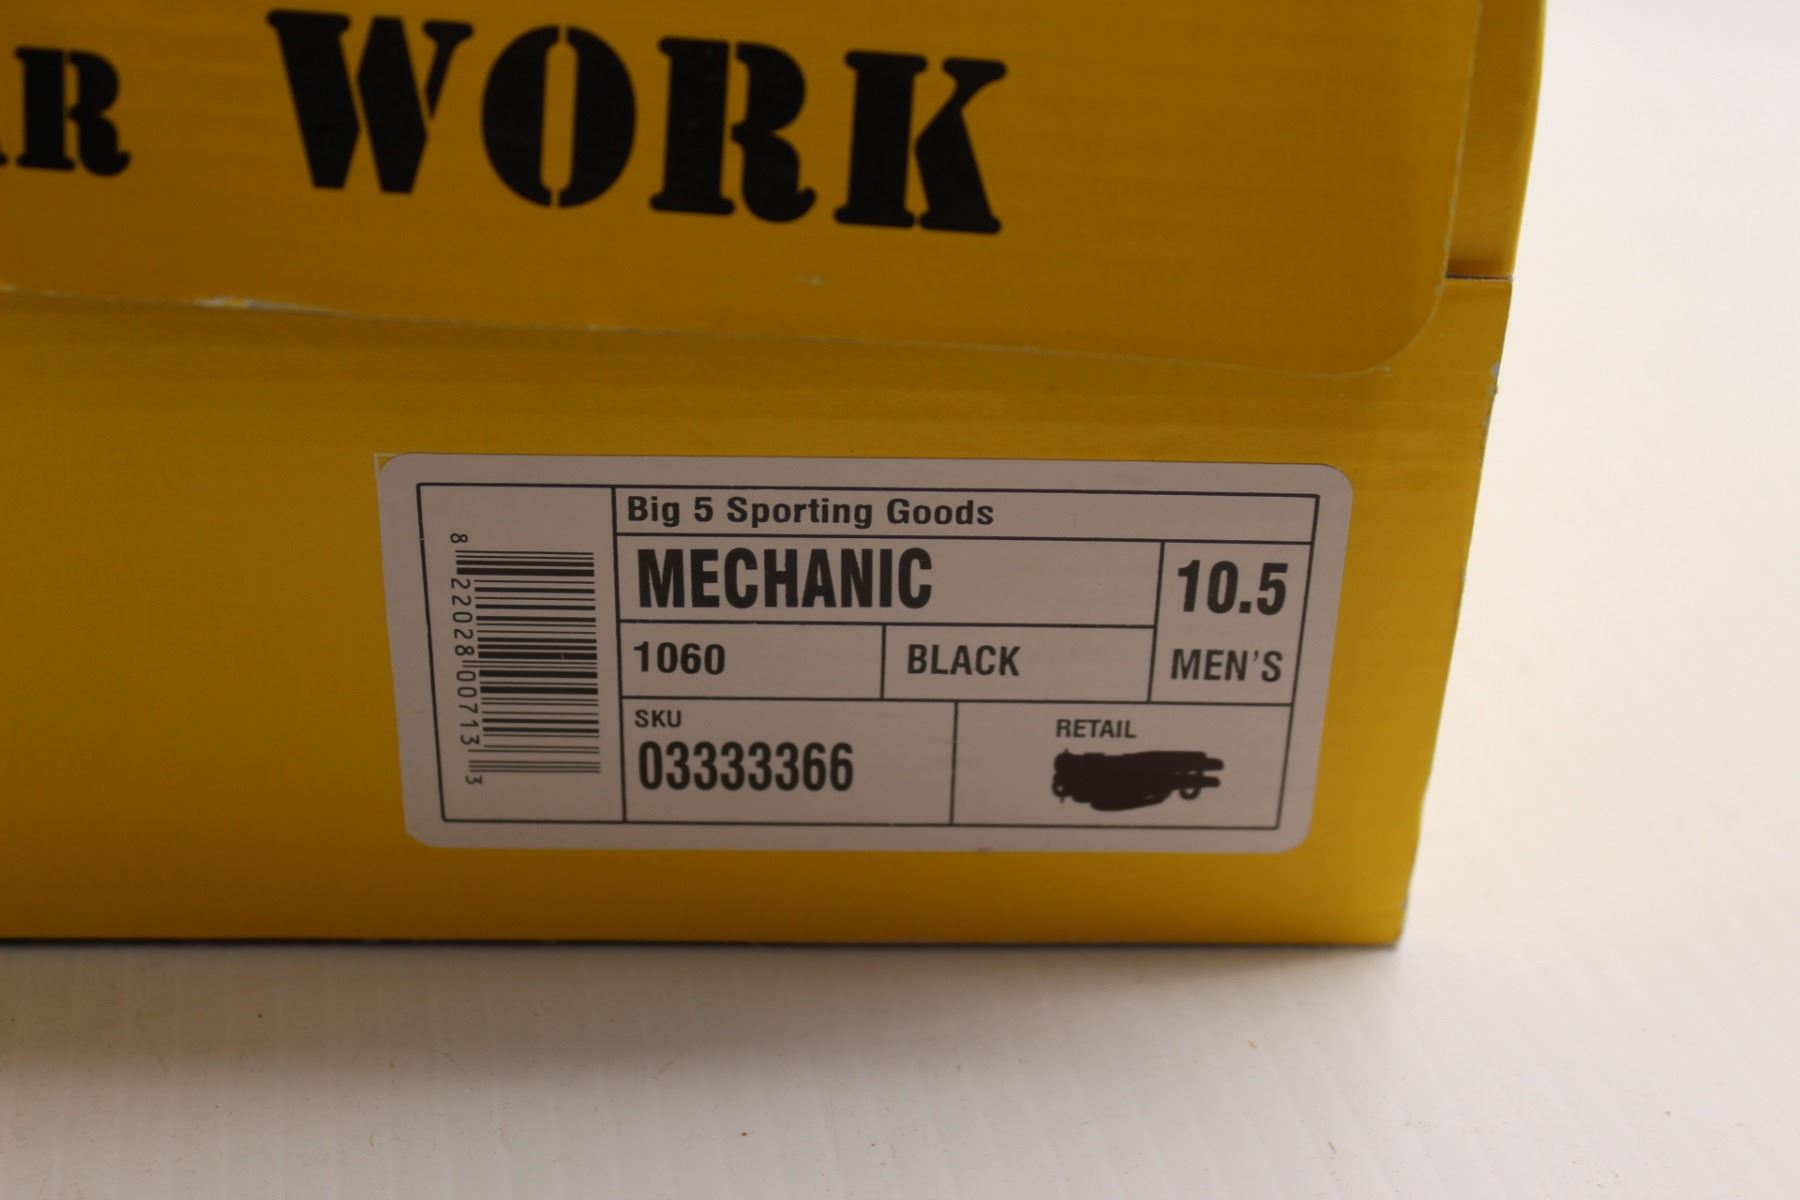 WORK
Big 5 Sporting Goods
MECHANIC
10.5
1060
BLACK
MEN'S
SKU
03333366
RETAIL
8 22028 00713 3